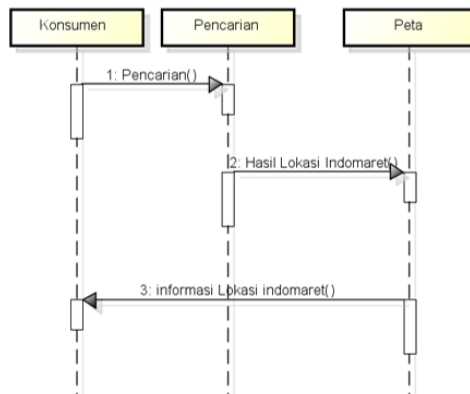 Konsumen
Pencarian
Peta
1: Pencarian()
2: Hasil Lokasi Indomaret()
3: informasi Lokasi indomaret()